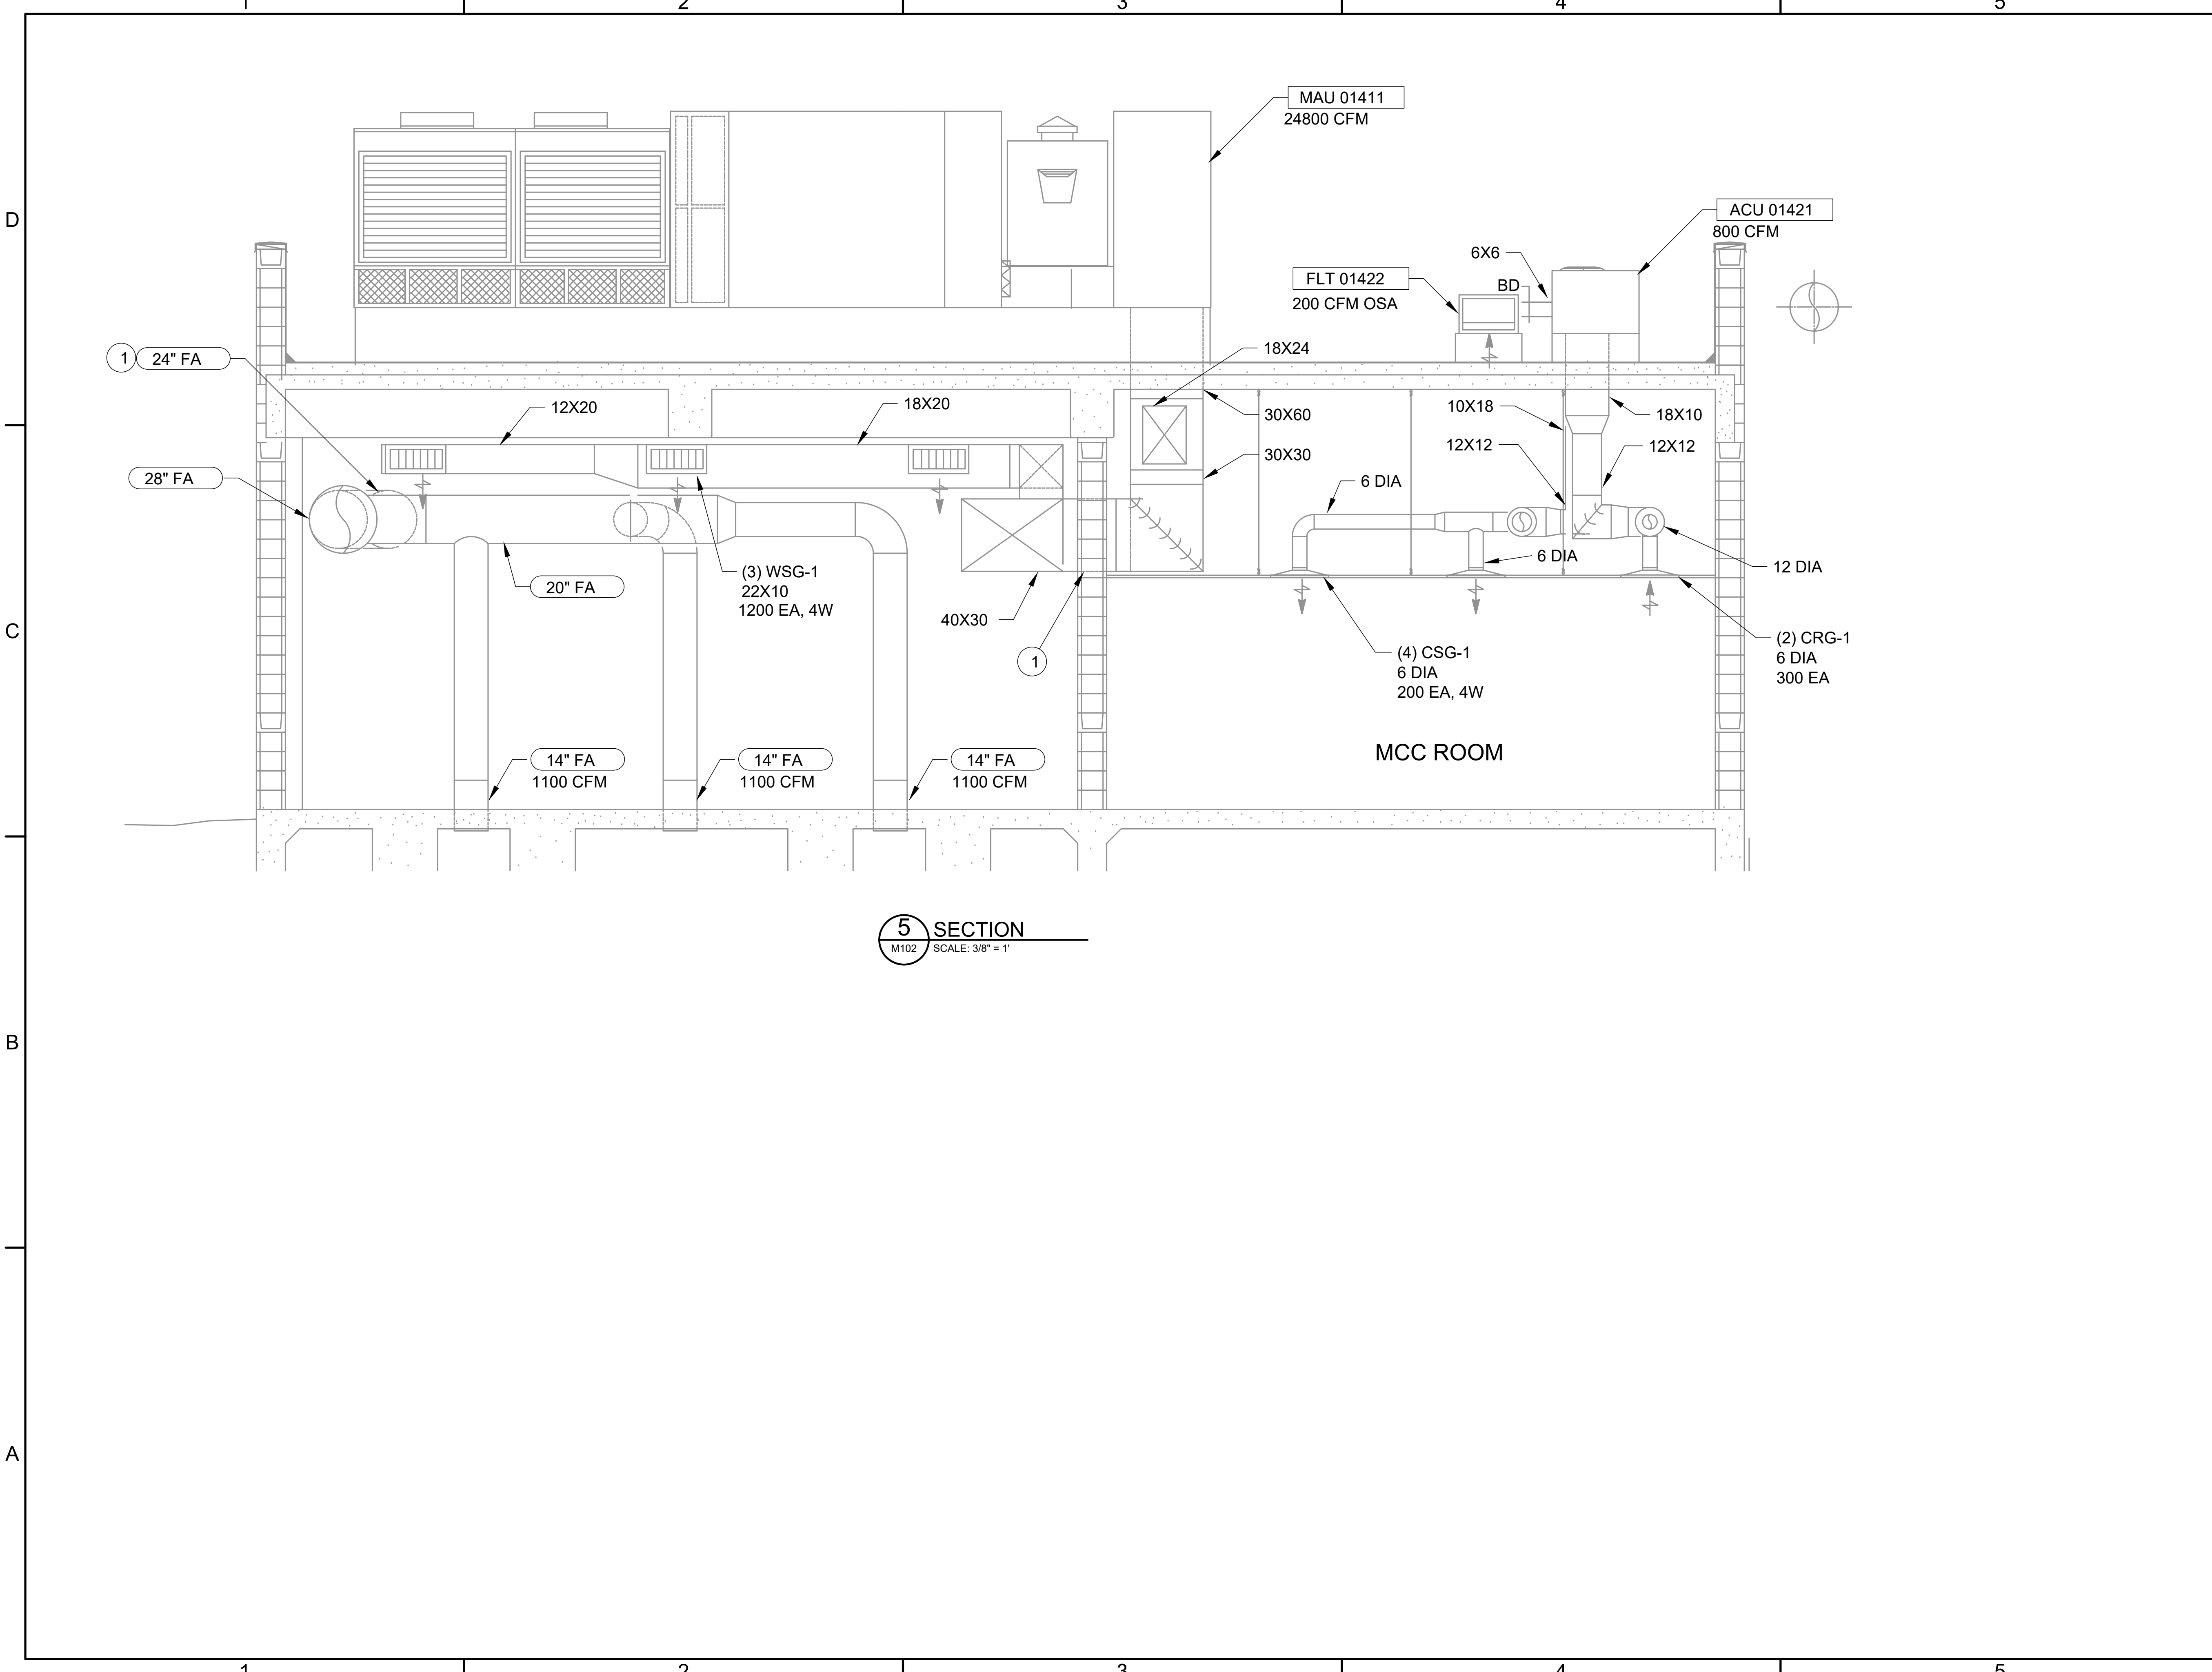 1
2
3
4
5
MAU 01411
24800 CFM
D
ACU 01421
800 CFM
6X6
FLT 01422
BD
200 CFM OSA
1
24" FA
18X24
12X20
18X20
30X60
10X18
18X10
12X12
12X12
30X30
28" FA
6 DIA
6 DIA
12 DIA
20" FA
(3) WSG-1
22X10
1200 EA, 4W
40X30
C
1
(4) CSG-1
6 DIA
200 EA, 4W
(2) CRG-1
6 DIA
300 EA
MCC ROOM
14" FA
1100 CFM
14" FA
1100 CFM
14" FA
1100 CFM
5
M102
SECTION
SCALE: 3/8" = 1'
B
A
1
2
3
4
5